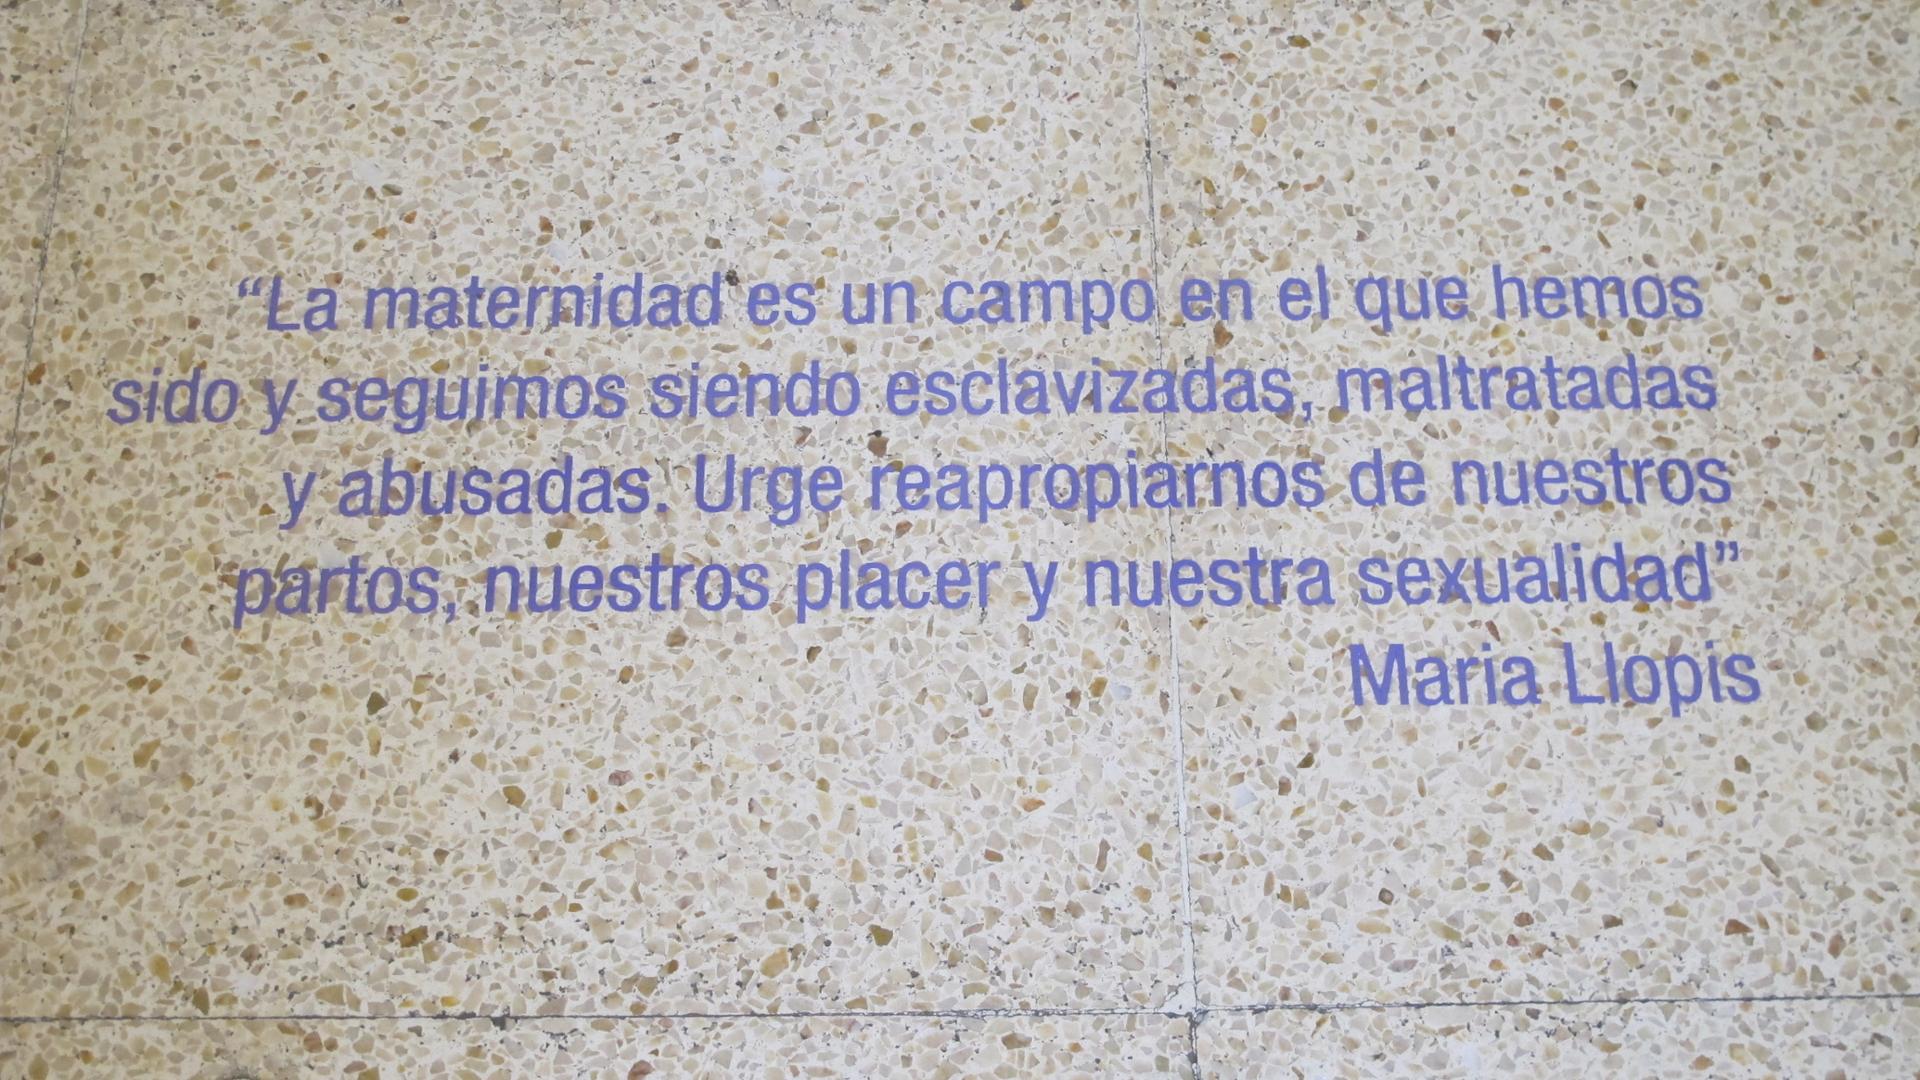 “La maternidad es un campo en el que hemos
sido y seguimos siendo esclavizadas, maltratadas
y abusadas. Urge reapropiarnos de nuestros
partos, nuestros placer y nuestra sexualidad”
Maria Llopis